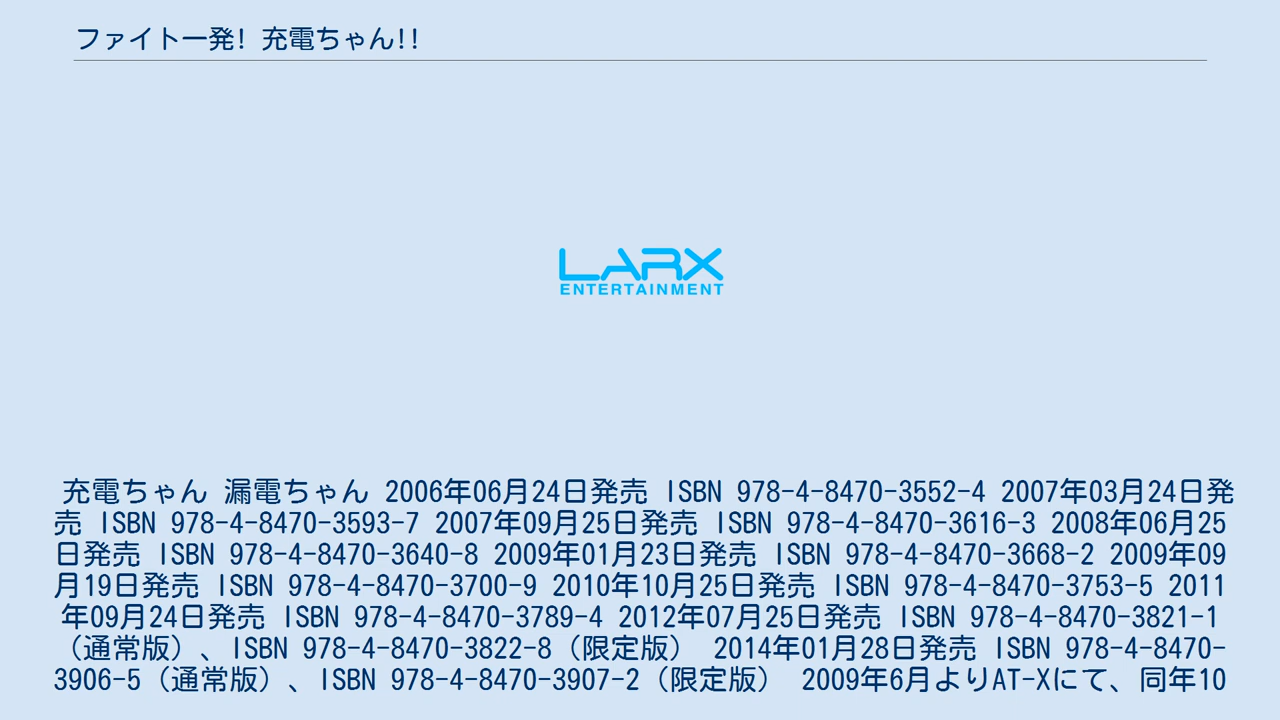 ファイト一発! 充電ちゃん!!
LARX
ENTERTAINMENT
充電ちゃん 漏電ちゃん 2006年06月24日発売 ISBN 978-4-8470-3552-4 2007年03月24日発
売 ISBN 978-4-8470-3593-7 2007年09月25日発売 ISBN 978-4-8470-3616-3 2008年06月25
日発売 ISBN 978-4-8470-3640-8 2009年01月23日発売 ISBN 978-4-8470-3668-2 2009年09
月19日発売 ISBN 978-4-8470-3700-9 2010年10月25日発売 ISBN 978-4-8470-3753-5 2011
年09月24日発売 ISBN 978-4-8470-3789-4 2012年07月25日発売 ISBN 978-4-8470-3821-1
（通常版）、ISBN 978-4-8470-3822-8（限定版） 2014年01月28日発売 ISBN 978-4-8470-
3906-5（通常版）、ISBN 978-4-8470-3907-2（限定版） 2009年6月よりAT-Xにて、同年10